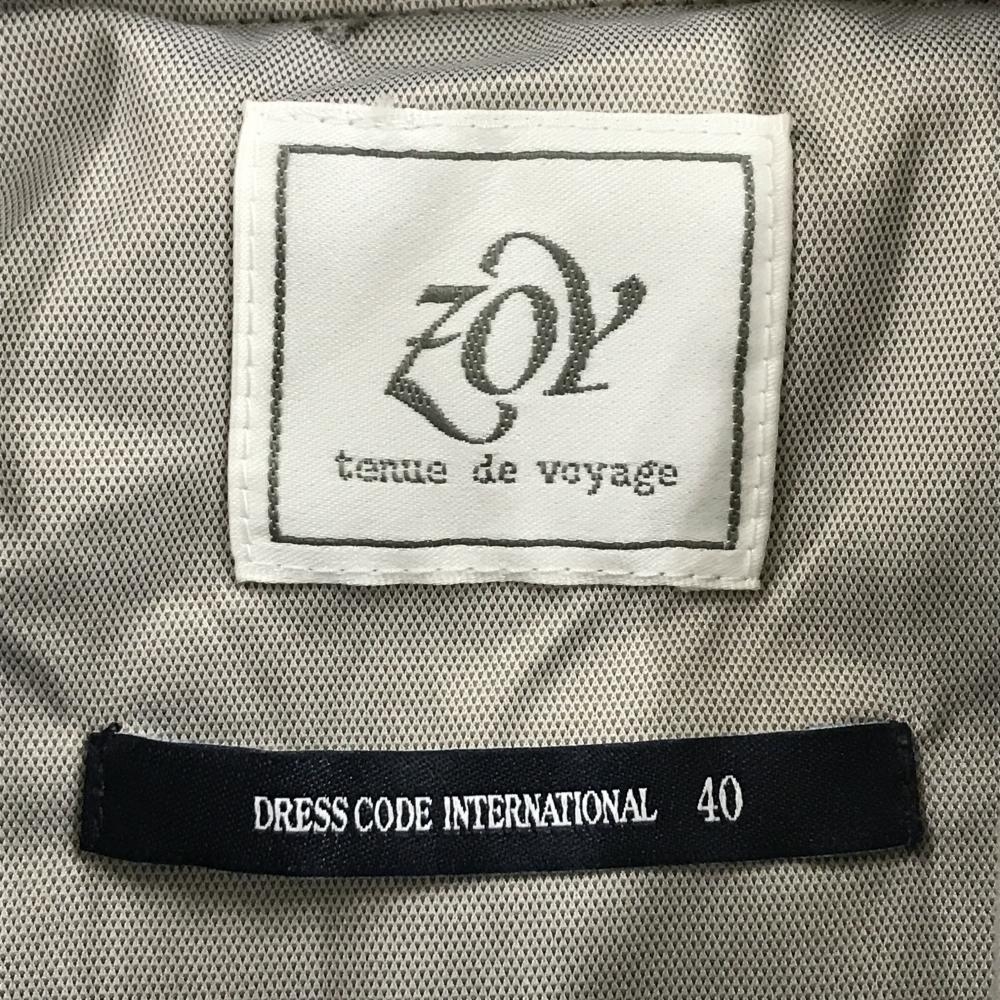 ZOY
tenue de voyage
DRESS CODE INTERNATIONAL 40